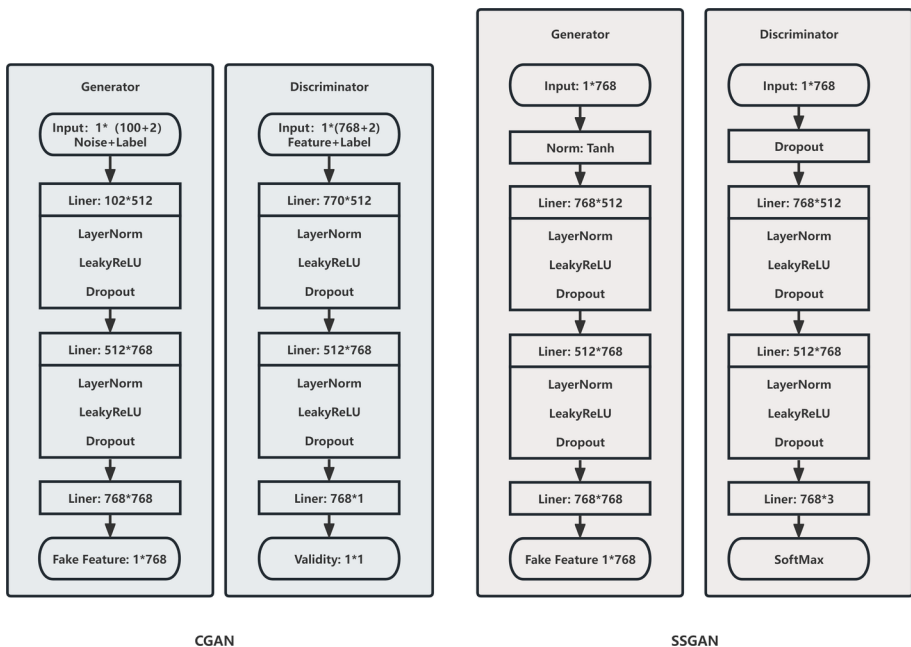 Generator
Input: 1* (100+2)
Noise+Label
Liner: 102*512
LayerNorm
LeakyReLU
Dropout
Liner: 512*768
LayerNorm
LeakyReLU
Dropout
Liner: 768*768
Fake Feature: 1*768
Discriminator
Input: 1*(768+2)
Feature+Label
Liner: 770*512
LayerNorm
LeakyReLU
Dropout
Liner: 512*768
LayerNorm
LeakyReLU
Dropout
Liner: 768*1
Validity: 1*1
CGAN
Generator
Input: 1*768
Norm: Tanh
Liner: 768*512
LayerNorm
LeakyReLU
Dropout
Liner: 512*768
LayerNorm
LeakyReLU
Dropout
Liner: 768*768
Fake Feature 1*768
Discriminator
Input: 1*768
Dropout
Liner: 768*512
LayerNorm
LeakyReLU
Dropout
Liner: 512*768
LayerNorm
LeakyReLU
Dropout
Liner: 768*3
SoftMax
SSGAN